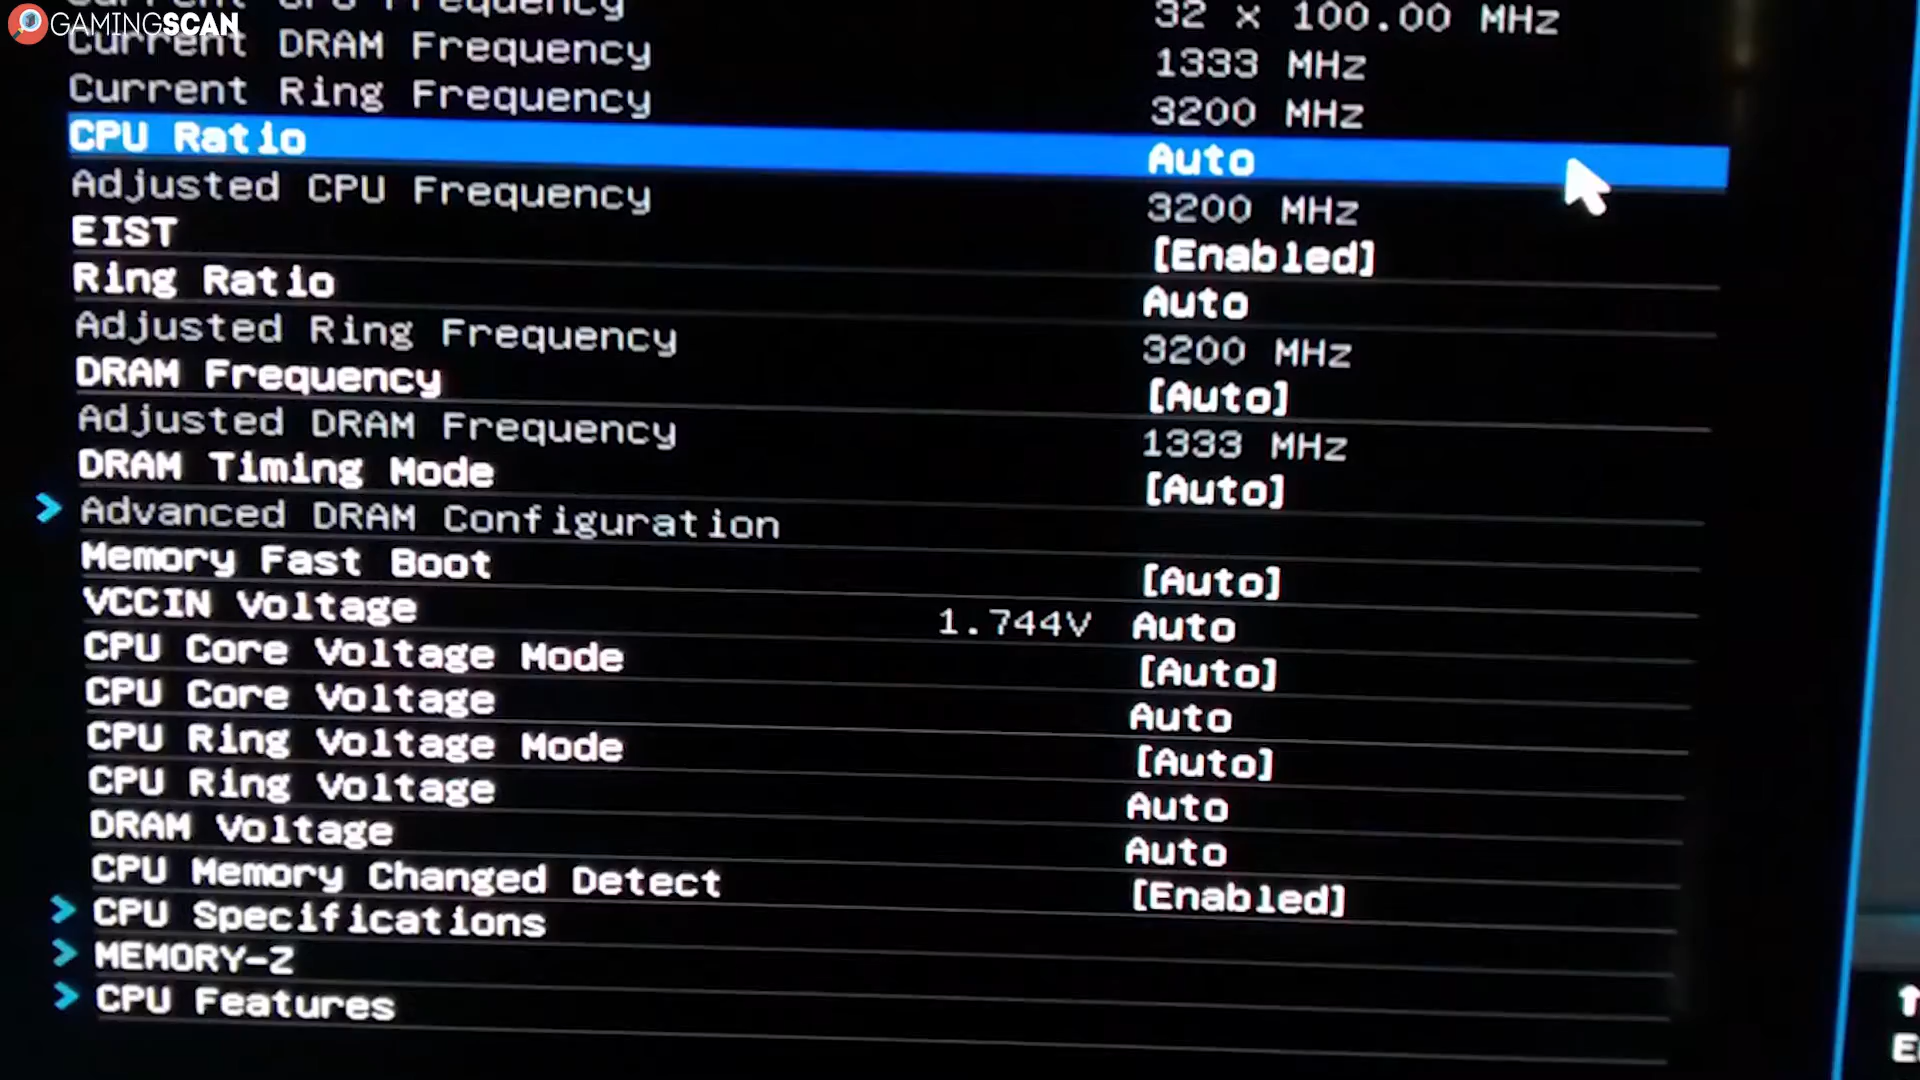 GAMINGSCAN
Current CPU Frequency 32 x 100.00 MHz
Current DRAM Frequency 1333 MHz
Current Ring Frequency 3200 MHz
CPU Ratio Auto
Adjusted CPU Frequency 3200 MHz
EIST [Enabled]
Ring Ratio Auto
Adjusted Ring Frequency 3200 MHz
DRAM Frequency [Auto]
Adjusted DRAM Frequency 1333 MHz
DRAM Timing Mode [Auto]
> Advanced DRAM Configuration
Memory Fast Boot [Auto]
VCCIN Voltage 1.744V Auto
CPU Core Voltage Mode [Auto]
CPU Core Voltage Auto
CPU Ring Voltage Mode [Auto]
CPU Ring Voltage Auto
DRAM Voltage Auto
CPU Memory Changed Detect [Enabled]
> CPU Specifications
> MEMORY-Z
> CPU Features